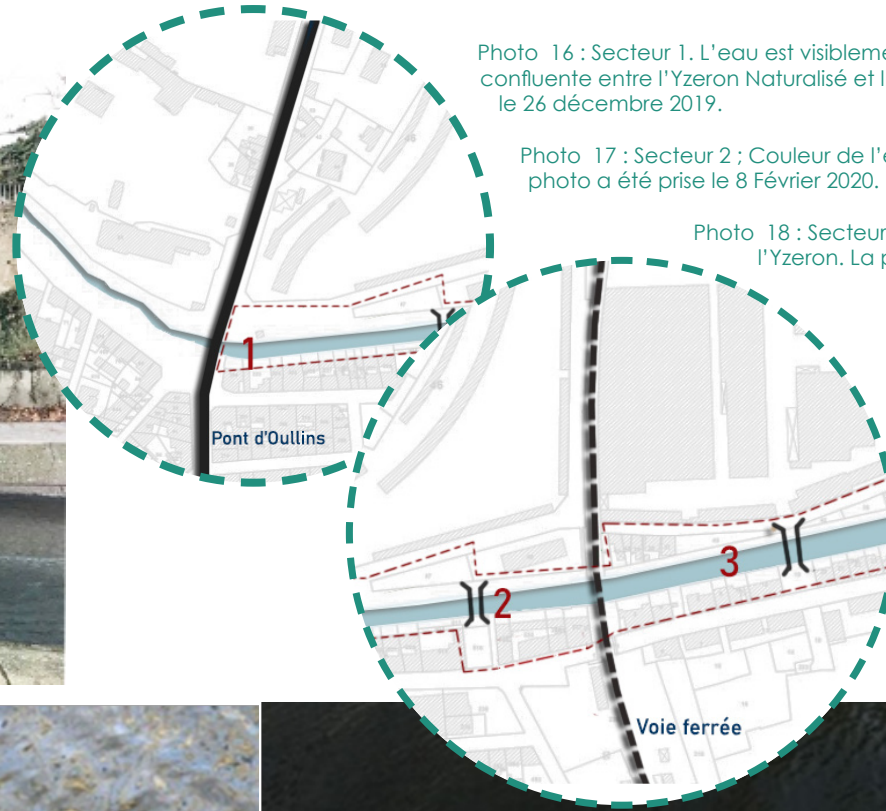 Photo 16 : Secteur 1. L'eau est visibleme
confluente entre l'Yzeron Naturalisé et l
le 26 décembre 2019.
Photo 17 : Secteur 2 ; Couleur de l'é
photo a été prise le 8 Février 2020.
Photo 18 : Secteur
l'Yzeron. La p
1
Pont d'Oullins
2
3
Voie ferrée